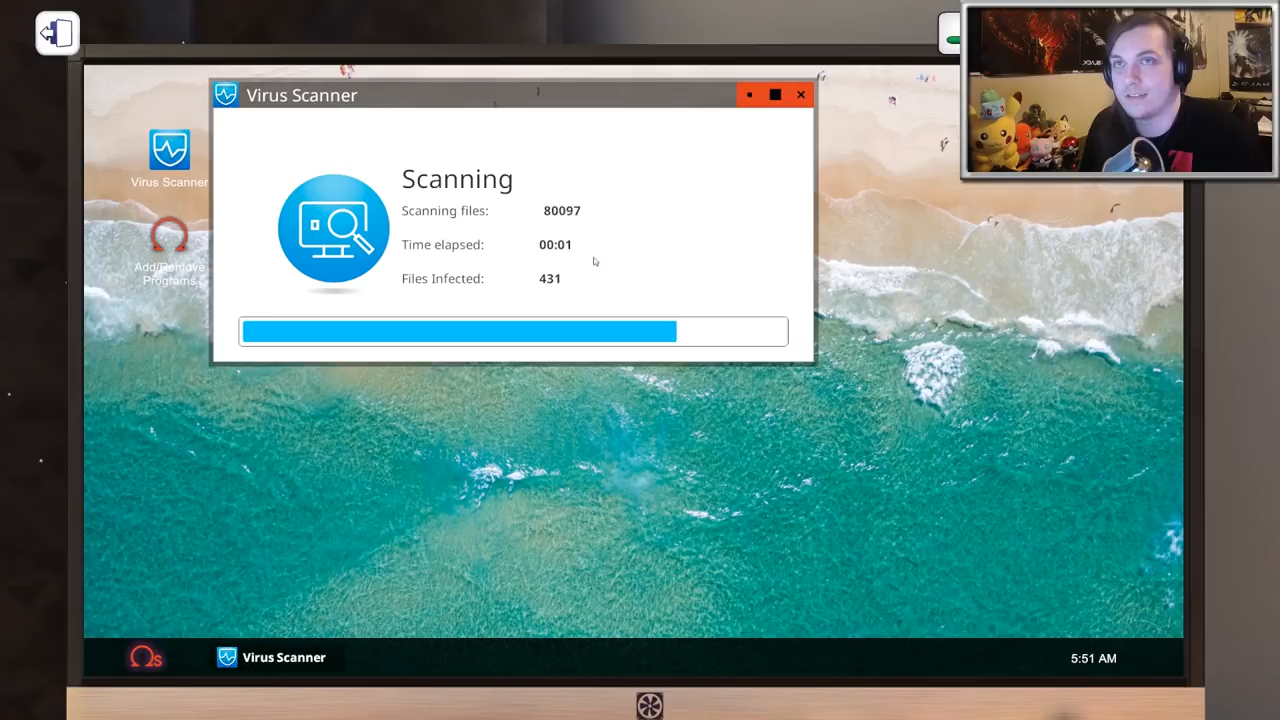 Virus Scanner
Virus Scanner
Scanning
Scanning files: 80097
Time elapsed: 00:01
Files Infected: 431
Add/Remove
Programs
Ωs
Virus Scanner
5:51 AM